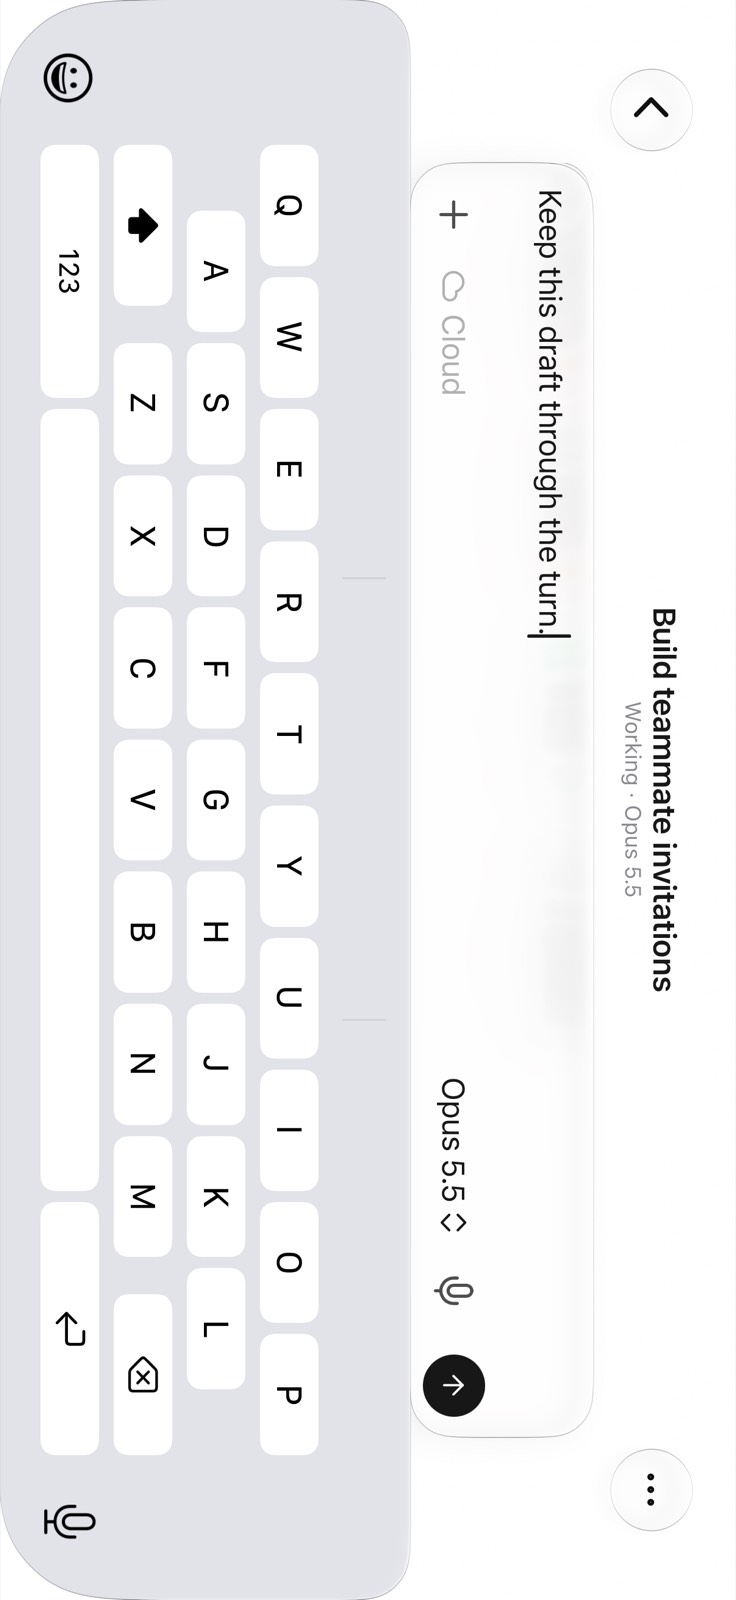 Build teammate invitations
Working · Opus 5.5
Keep this draft through the turn.
Cloud
Opus 5.5
Q W E R T Y U I O P
A S D F G H J K L
Z X C V B N M
123